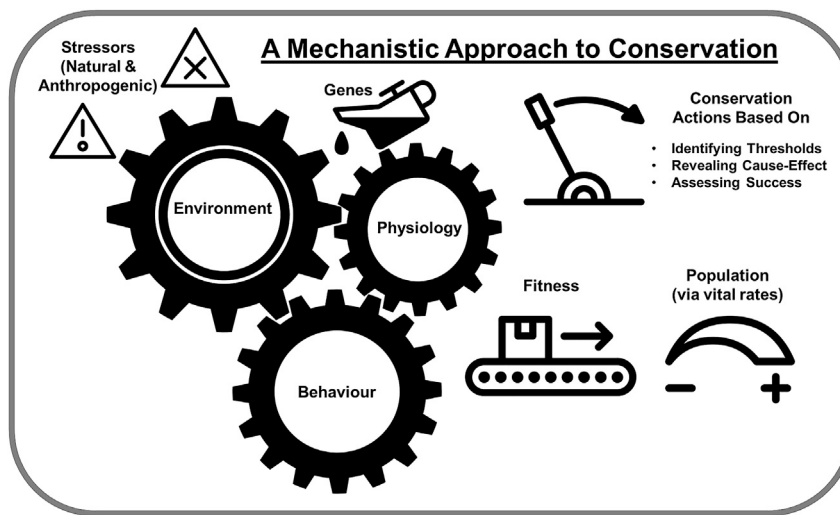 A Mechanistic Approach to Conservation
Stressors
(Natural &
Anthropogenic)
Genes
Conservation
Actions Based On
• Identifying Thresholds
• Revealing Cause-Effect
• Assessing Success
Environment
Physiology
Fitness
Population
(via vital rates)
Behaviour